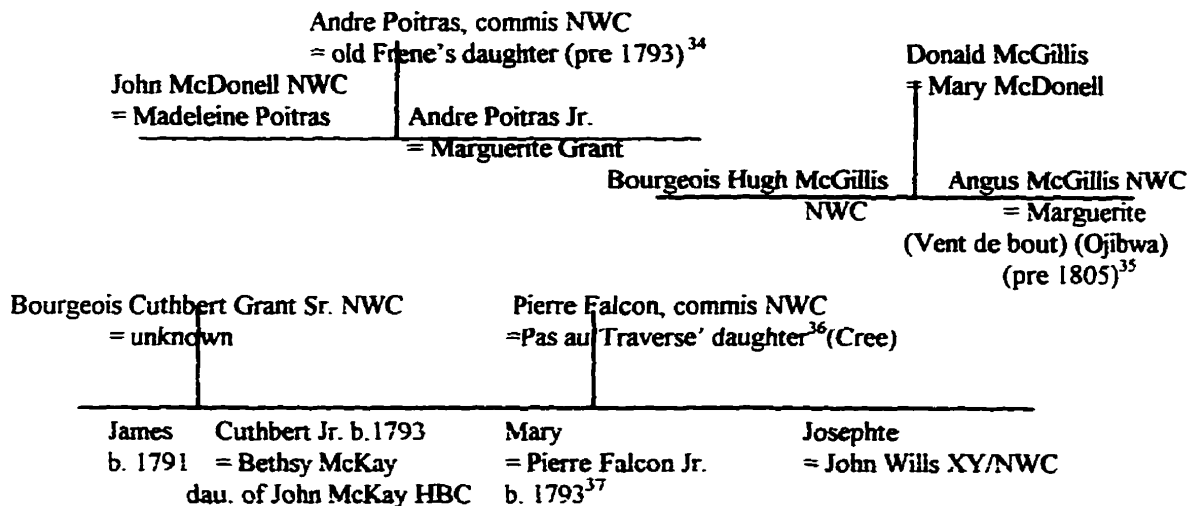 Andre Poitras, commis NWC
= old Frene's daughter (pre 1793)34
John McDonell NWC
= Madeleine Poitras
Andre Poitras Jr.
= Marguerite Grant
Donald McGillis
= Mary McDonell
Bourgeois Hugh McGillis
NWC
Angus McGillis NWC
= Marguerite
(Vent de bout) (Ojibwa)
(pre 1805)35
Bourgeois Cuthbert Grant Sr. NWC
= unknown
Pierre Falcon, commis NWC
=Pas au 'Traverse' daughter36(Cree)
James
b. 1791
Cuthbert Jr. b.1793
= Bethsy McKay
dau. of John McKay HBC
Mary
= Pierre Falcon Jr.
b. 179337
Josephte
= John Wills XY/NWC